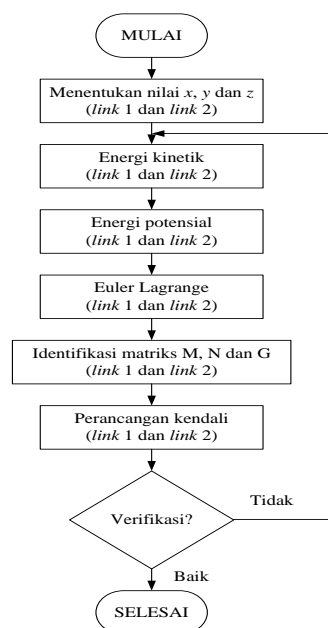 MULAI
Menentukan nilai x, y dan z
(link 1 dan link 2)
Energi kinetik
(link 1 dan link 2)
Energi potensial
(link 1 dan link 2)
Euler Lagrange
(link 1 dan link 2)
Identifikasi matriks M, N dan G
(link 1 dan link 2)
Perancangan kendali
(link 1 dan link 2)
Verifikasi?
Tidak
Baik
SELESAI